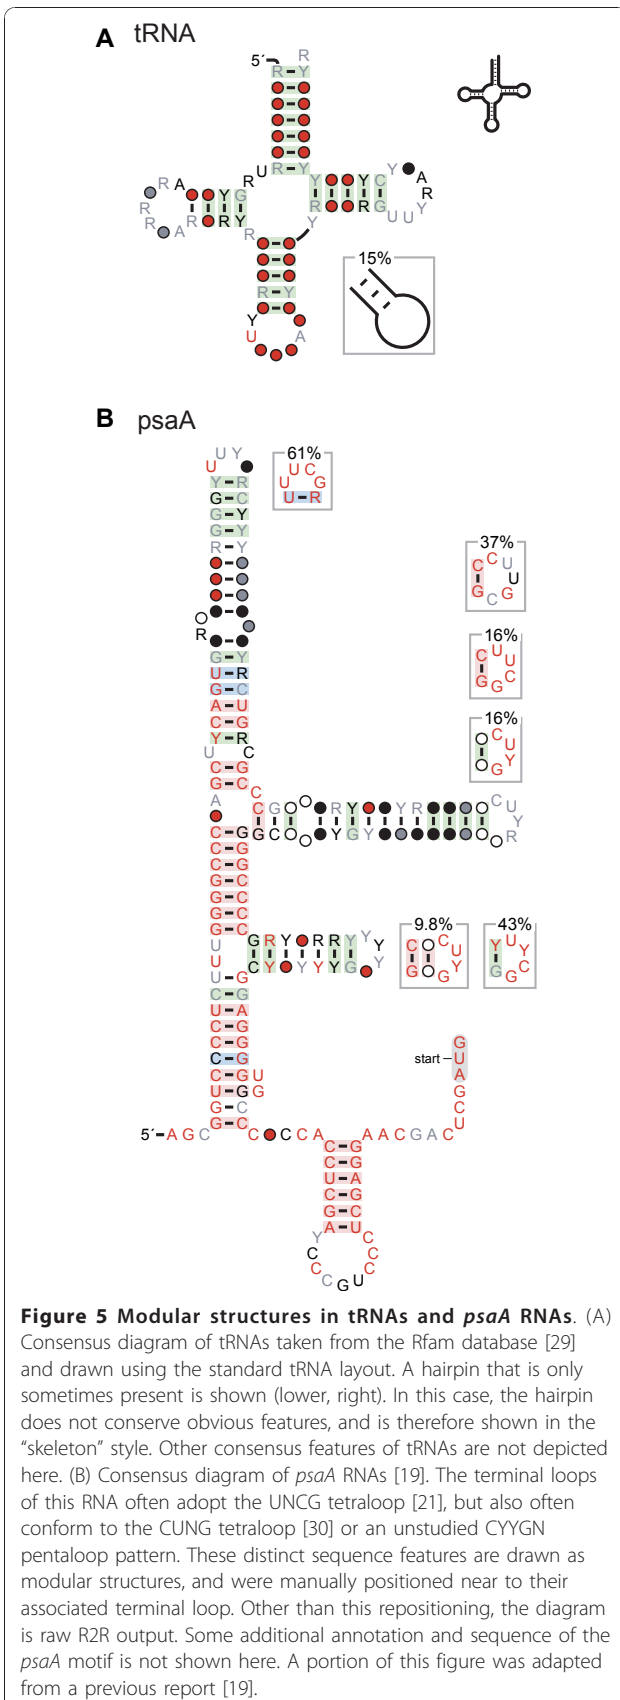 A tRNA
R
5´ R Y
U R Y
R A Y G R
Y Y C Y A
R R
R A R R Y R
Y R G U U Y R
15%
R Y
Y
U A
B psaA
U U Y
Y R
G C
G Y
G Y
R Y
R
G Y
U R
G C
A U
C G
Y R
U C
C G
G C
A
61%
U U C G
U R
37%
C C U
U
G C G
16%
C U U
C
G G
16%
C U
Y
G
C C G R Y Y R C U
Y
G G C Y Y G R
C G
C G
C G
G C
G C
G C
G C
U
U
U G
C G
U A
C G
C G
C G
C G U
U G G
G C
G C
G R Y R R Y Y Y
C Y Y Y Y G Y
9.8%
C C U
Y
G G
43%
Y U Y
C
G G
G
start U
A
G
C
U
5´ A G C C C C A A A C G A C
C G
C G
U A
C G
G C
A U
Y C
C C
C C
C G U
Figure 5 Modular structures in tRNAs and psaA RNAs. (A)
Consensus diagram of tRNAs taken from the Rfam database [29]
and drawn using the standard tRNA layout. A hairpin that is only
sometimes present is shown (lower, right). In this case, the hairpin
does not conserve obvious features, and is therefore shown in the
“skeleton” style. Other consensus features of tRNAs are not depicted
here. (B) Consensus diagram of psaA RNAs [19]. The terminal loops
of this RNA often adopt the UNCG tetraloop [21], but also often
conform to the CUNG tetraloop [30] or an unstudied CYYGN
pentaloop pattern. These distinct sequence features are drawn as
modular structures, and were manually positioned near to their
associated terminal loop. Other than this repositioning, the diagram
is raw R2R output. Some additional annotation and sequence of the
psaA motif is not shown here. A portion of this figure was adapted
from a previous report [19].